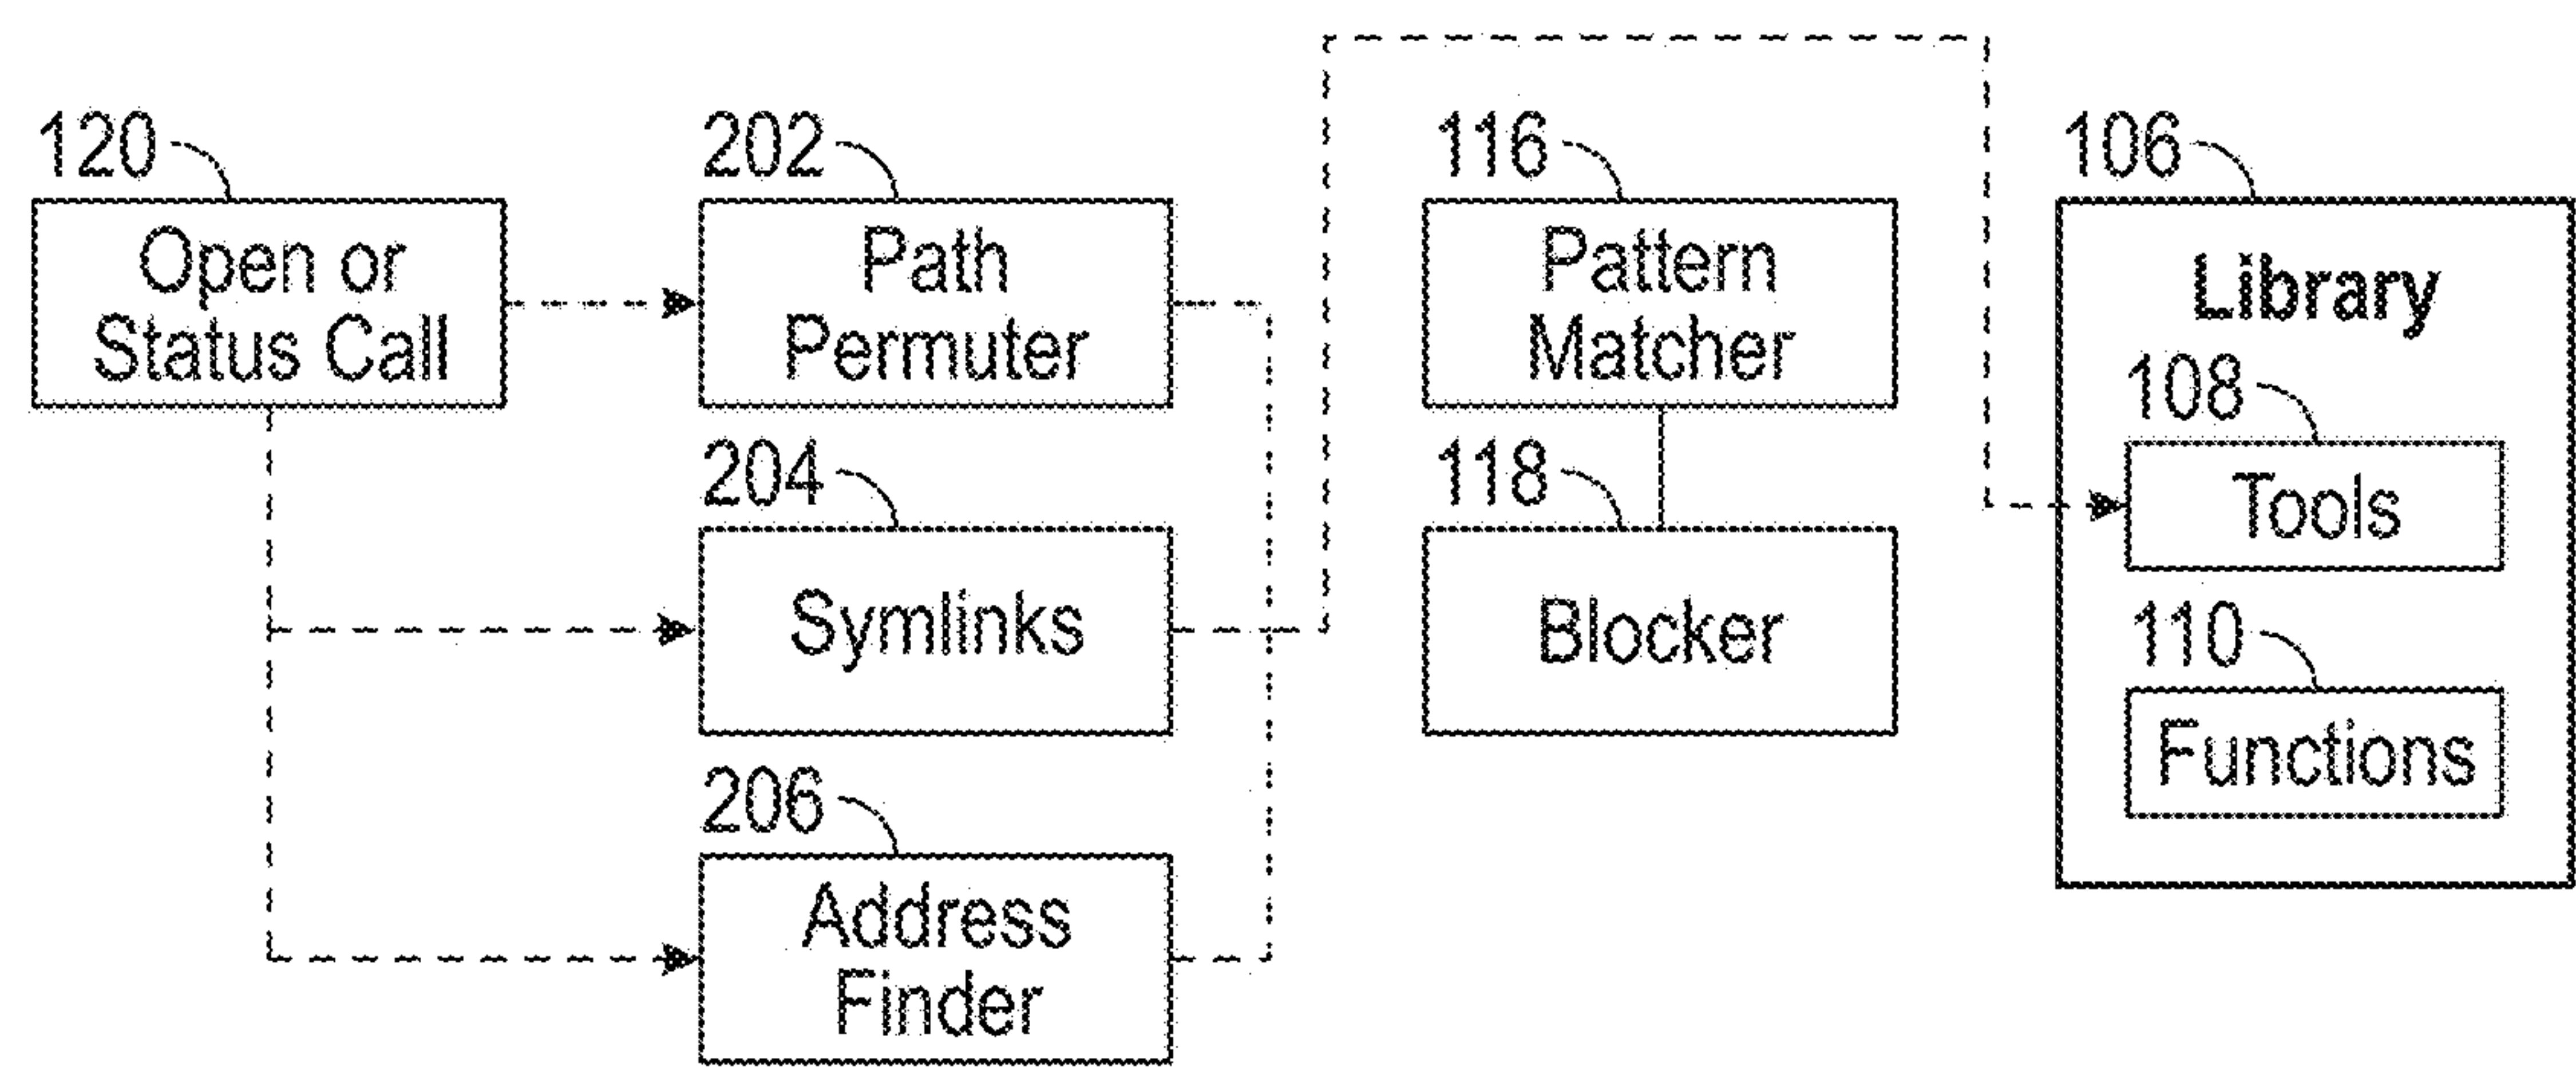 120
Open or
Status Call
202
Path
Permuter
204
Symlinks
206
Address
Finder
116
Pattern
Matcher
118
Blocker
106
Library
108
Tools
110
Functions